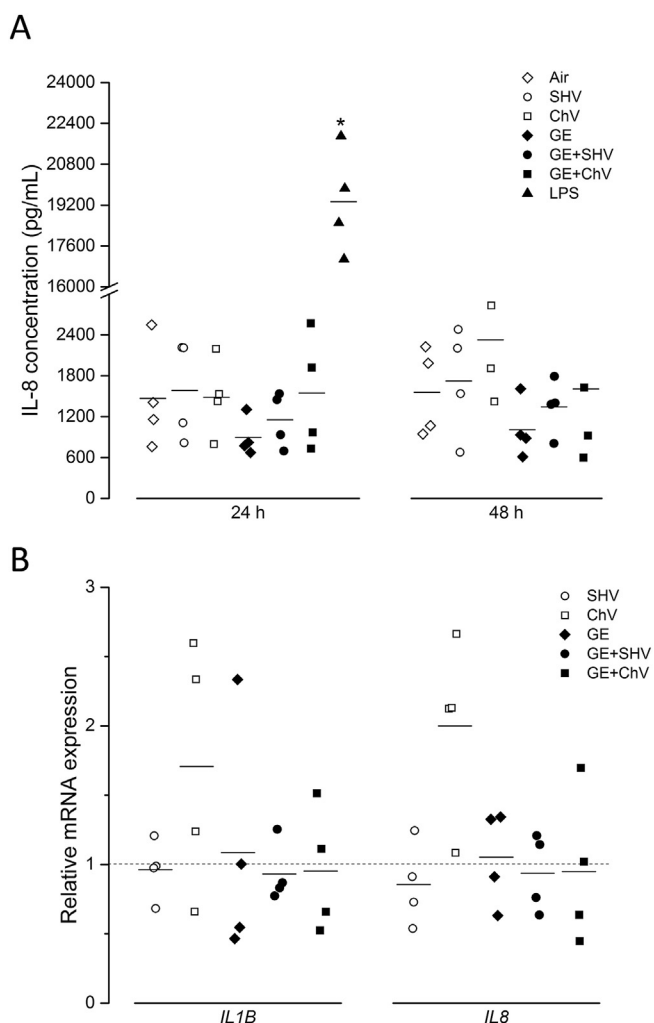 A
IL-8 concentration (pg/mL)
24000
22400
20800
19200
17600
16000
2400
1800
1200
600
0
*
Air
SHV
ChV
GE
GE+SHV
GE+ChV
LPS
24 h
48 h
B
Relative mRNA expression
3
2
1
0
SHV
ChV
GE
GE+SHV
GE+ChV
IL1B
IL8